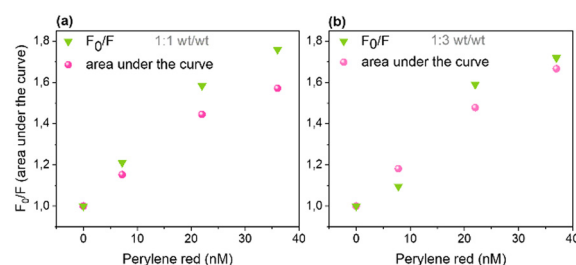 (a)
F0/F 1:1 wt/wt
area under the curve
1,8
1,6
1,4
1,2
1,0
0 10 20 30 40
Perylene red (nM)
F0/F (area under the curve)
(b)
F0/F 1:3 wt/wt
area under the curve
1,8
1,6
1,4
1,2
1,0
0 10 20 30 40
Perylene red (nM)